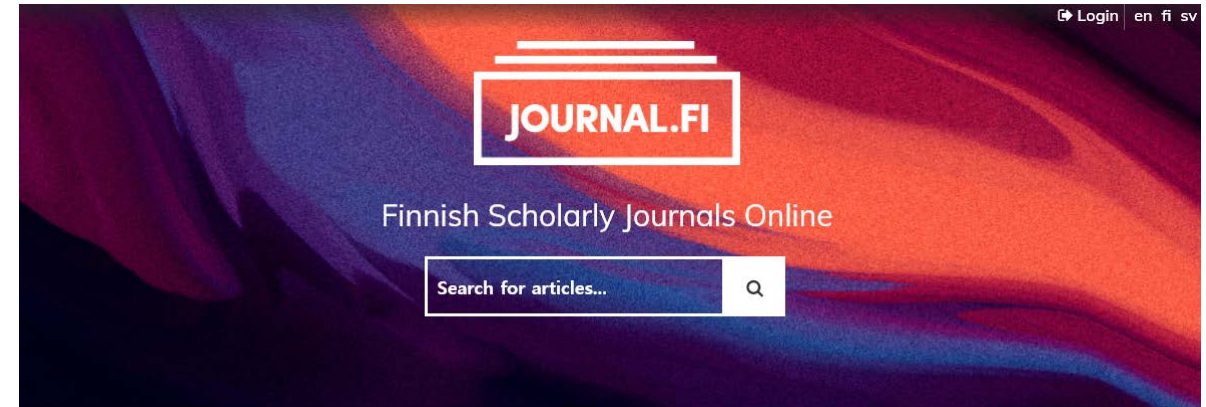 Login en fi sv
JOURNAL.FI
Finnish Scholarly Journals Online
Search for articles...